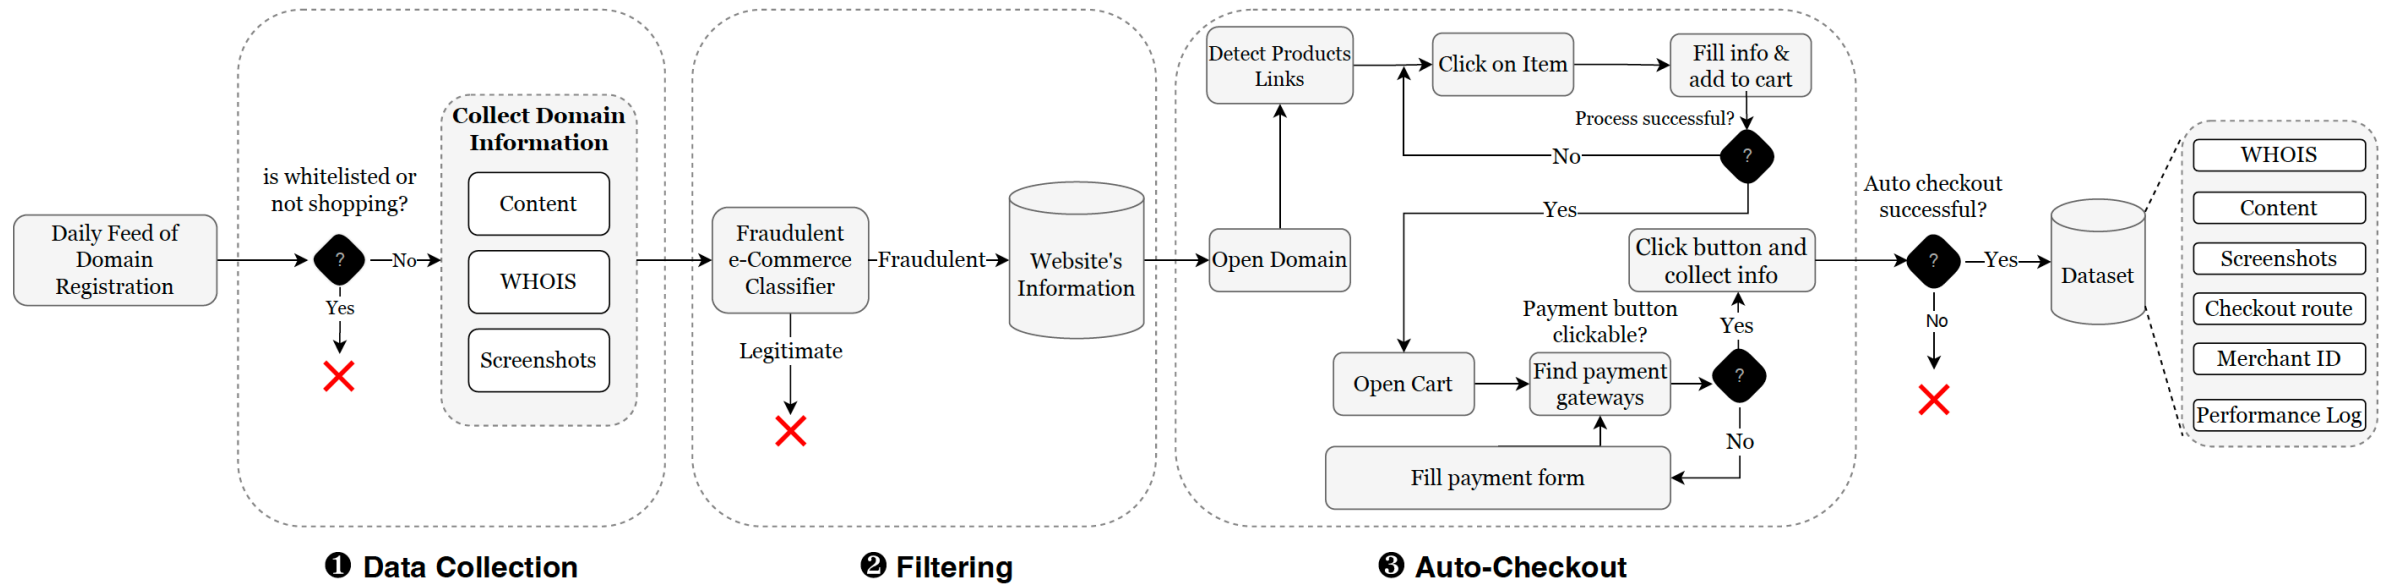 Daily Feed of
Domain
Registration
is whitelisted or
not shopping?
?
No
Yes
Collect Domain
Information
Content
WHOIS
Screenshots
Fraudulent
e-Commerce
Classifier
Fraudulent
Legitimate
Website's
Information
Open Domain
Detect Products
Links
Click on Item
Fill info &
add to cart
Process successful?
?
No
Yes
Open Cart
Find payment
gateways
Payment button
clickable?
?
Yes
No
Fill payment form
Click button and
collect info
Auto checkout
successful?
?
Yes
No
Dataset
WHOIS
Content
Screenshots
Checkout route
Merchant ID
Performance Log
❶ Data Collection
❷ Filtering
❸ Auto-Checkout